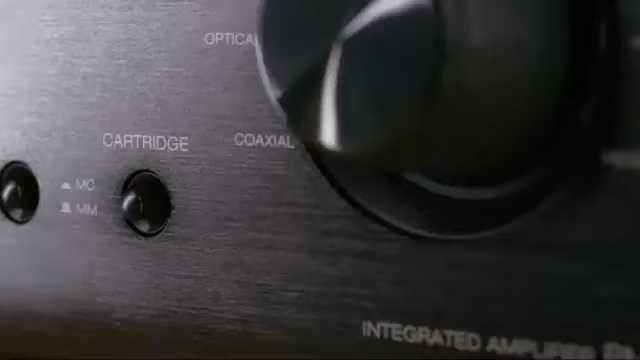 OPTICAL
CARTRIDGE
COAXIAL
MC
MM
INTEGRATED AMPLIFIER